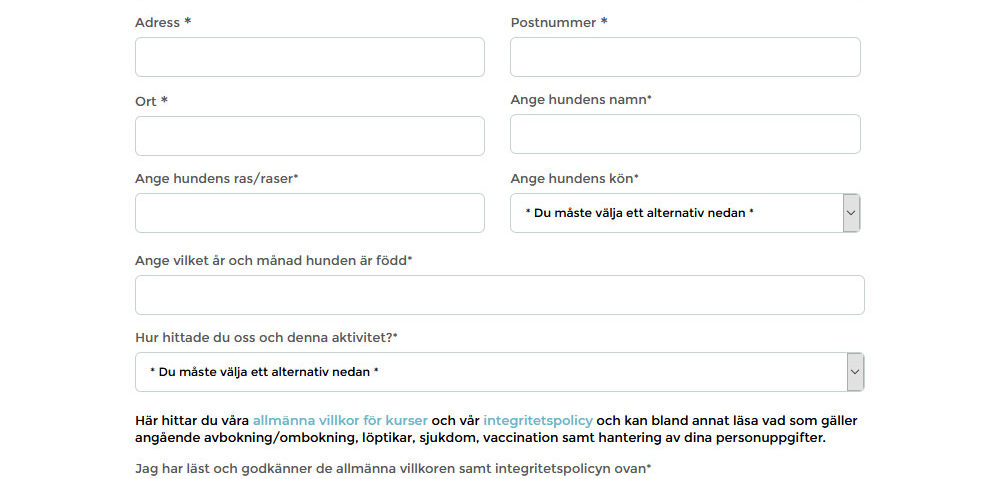 Adress *
Postnummer *
Ort *
Ange hundens namn*
Ange hundens ras/raser*
Ange hundens kön*
* Du måste välja ett alternativ nedan *
Ange vilket år och månad hunden är född*
Hur hittade du oss och denna aktivitet?*
* Du måste välja ett alternativ nedan *
Här hittar du våra allmänna villkor för kurser och vår integritetspolicy och kan bland annat läsa vad som gäller
angående avbokning/ombokning, löptikar, sjukdom, vaccination samt hantering av dina personuppgifter.
Jag har läst och godkänner de allmänna villkoren samt integritetspolicyn ovan*